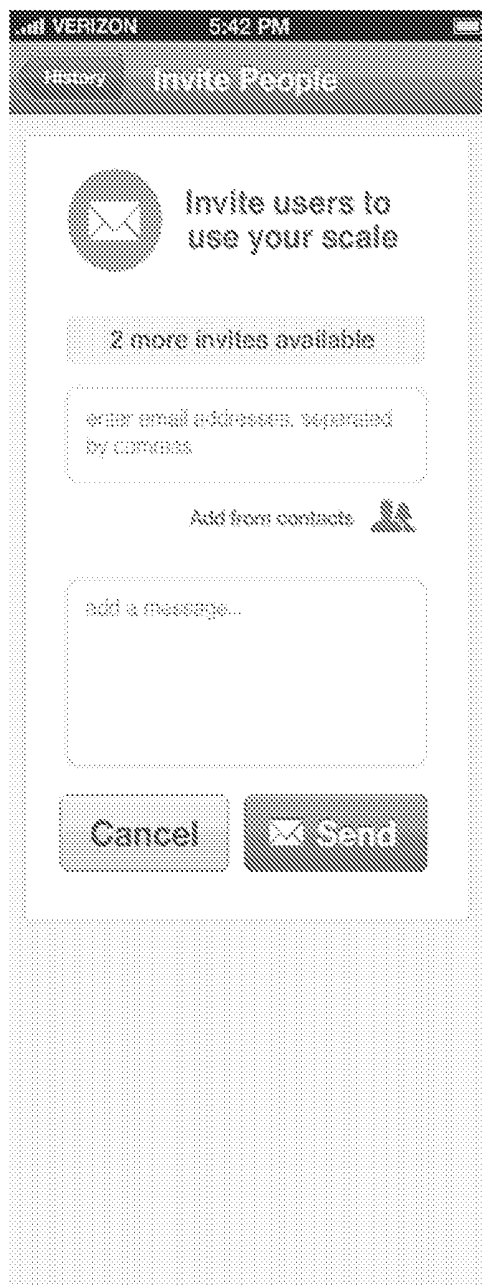 VERIZON 5:42 PM
History Invite People
Invite users to
use your scale
2 more invites available
enter email addresses, separated
by commas
Add from contacts
add a message...
Cancel Send